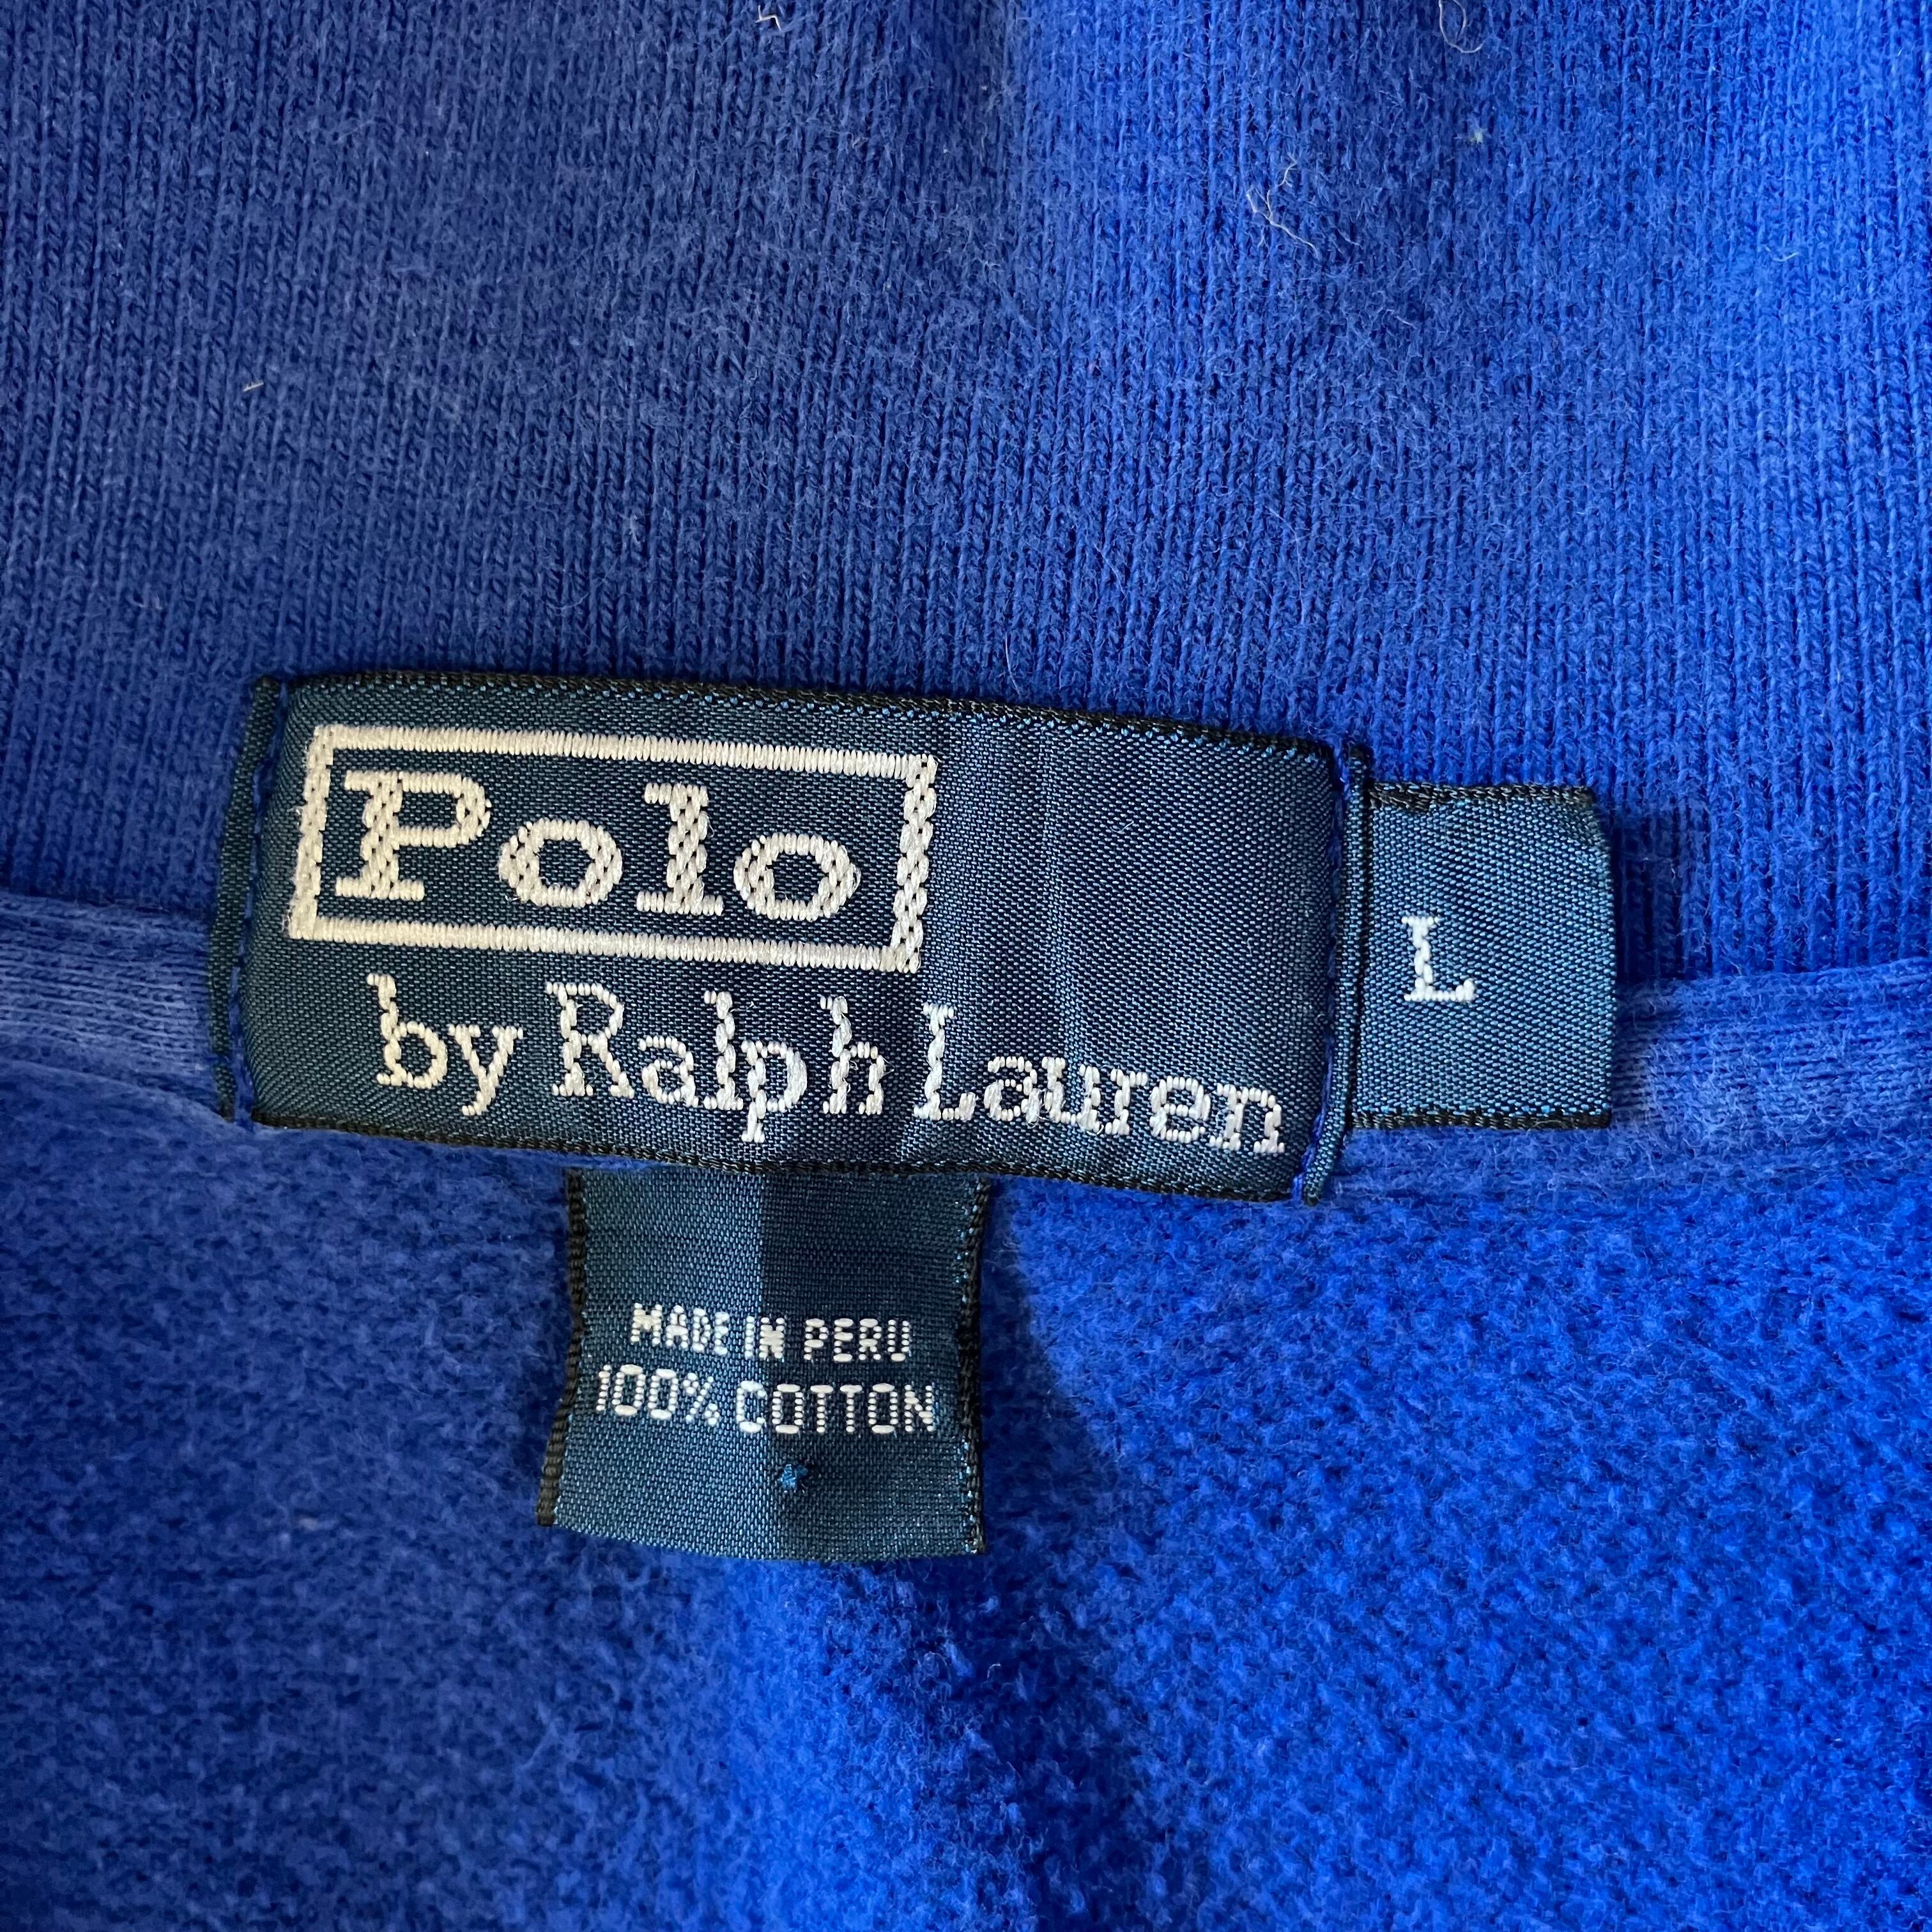 Polo
by Ralph Lauren
L
MADE IN PERU
100% COTTON